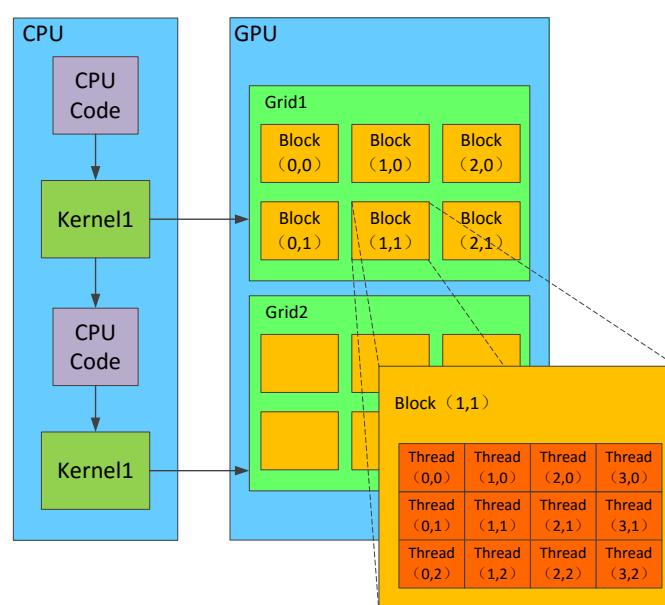 CPU
CPU
Code
Kernel1
CPU
Code
Kernel1
GPU
Grid1
Block
（0,0）
Block
（1,0）
Block
（2,0）
Block
（0,1）
Block
（1,1）
Block
（2,1）
Grid2
Block（1,1）
Thread
（0,0）
Thread
（1,0）
Thread
（2,0）
Thread
（3,0）
Thread
（0,1）
Thread
（1,1）
Thread
（2,1）
Thread
（3,1）
Thread
（0,2）
Thread
（1,2）
Thread
（2,2）
Thread
（3,2）